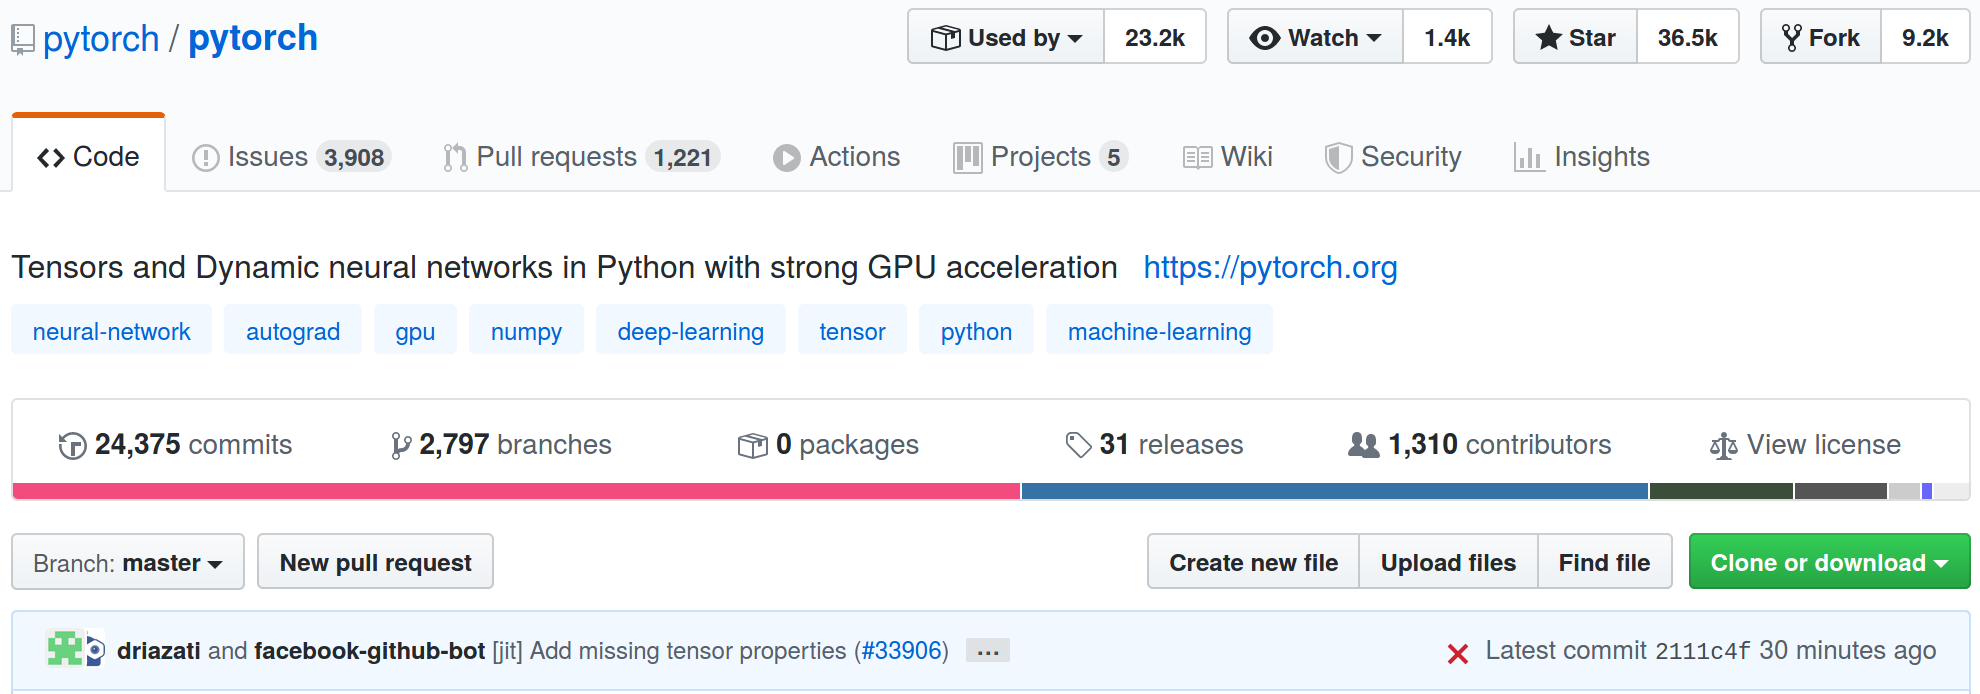 pytorch / pytorch Used by 23.2k Watch 1.4k Star 36.5k Fork 9.2k
Code Issues 3,908 Pull requests 1,221 Actions Projects 5 Wiki Security Insights
Tensors and Dynamic neural networks in Python with strong GPU acceleration https://pytorch.org
neural-network autograd gpu numpy deep-learning tensor python machine-learning
24,375 commits 2,797 branches 0 packages 31 releases 1,310 contributors View license
Branch: master New pull request Create new file Upload files Find file Clone or download
driazati and facebook-github-bot [jit] Add missing tensor properties (#33906) ... Latest commit 2111c4f 30 minutes ago